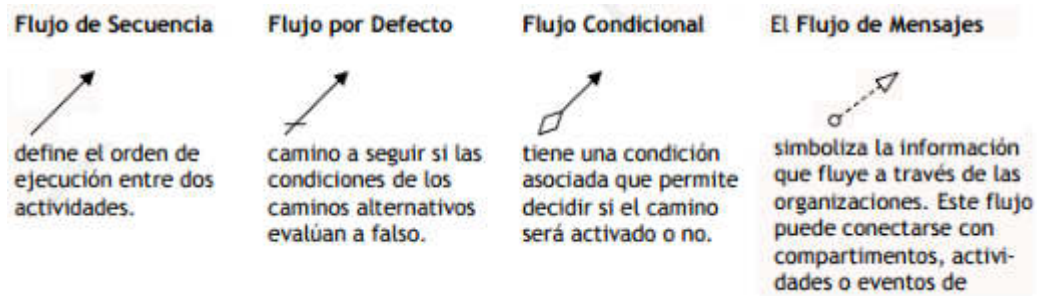 Flujo de Secuencia
define el orden de
ejecución entre dos
actividades.
Flujo por Defecto
camino a seguir si las
condiciones de los
caminos alternativos
evalúan a falso.
Flujo Condicional
tiene una condición
asociada que permite
decidir si el camino
será activado o no.
El Flujo de Mensajes
simboliza la información
que fluye a través de las
organizaciones. Este flujo
puede conectarse con
compartimentos, activi-
dades o eventos de